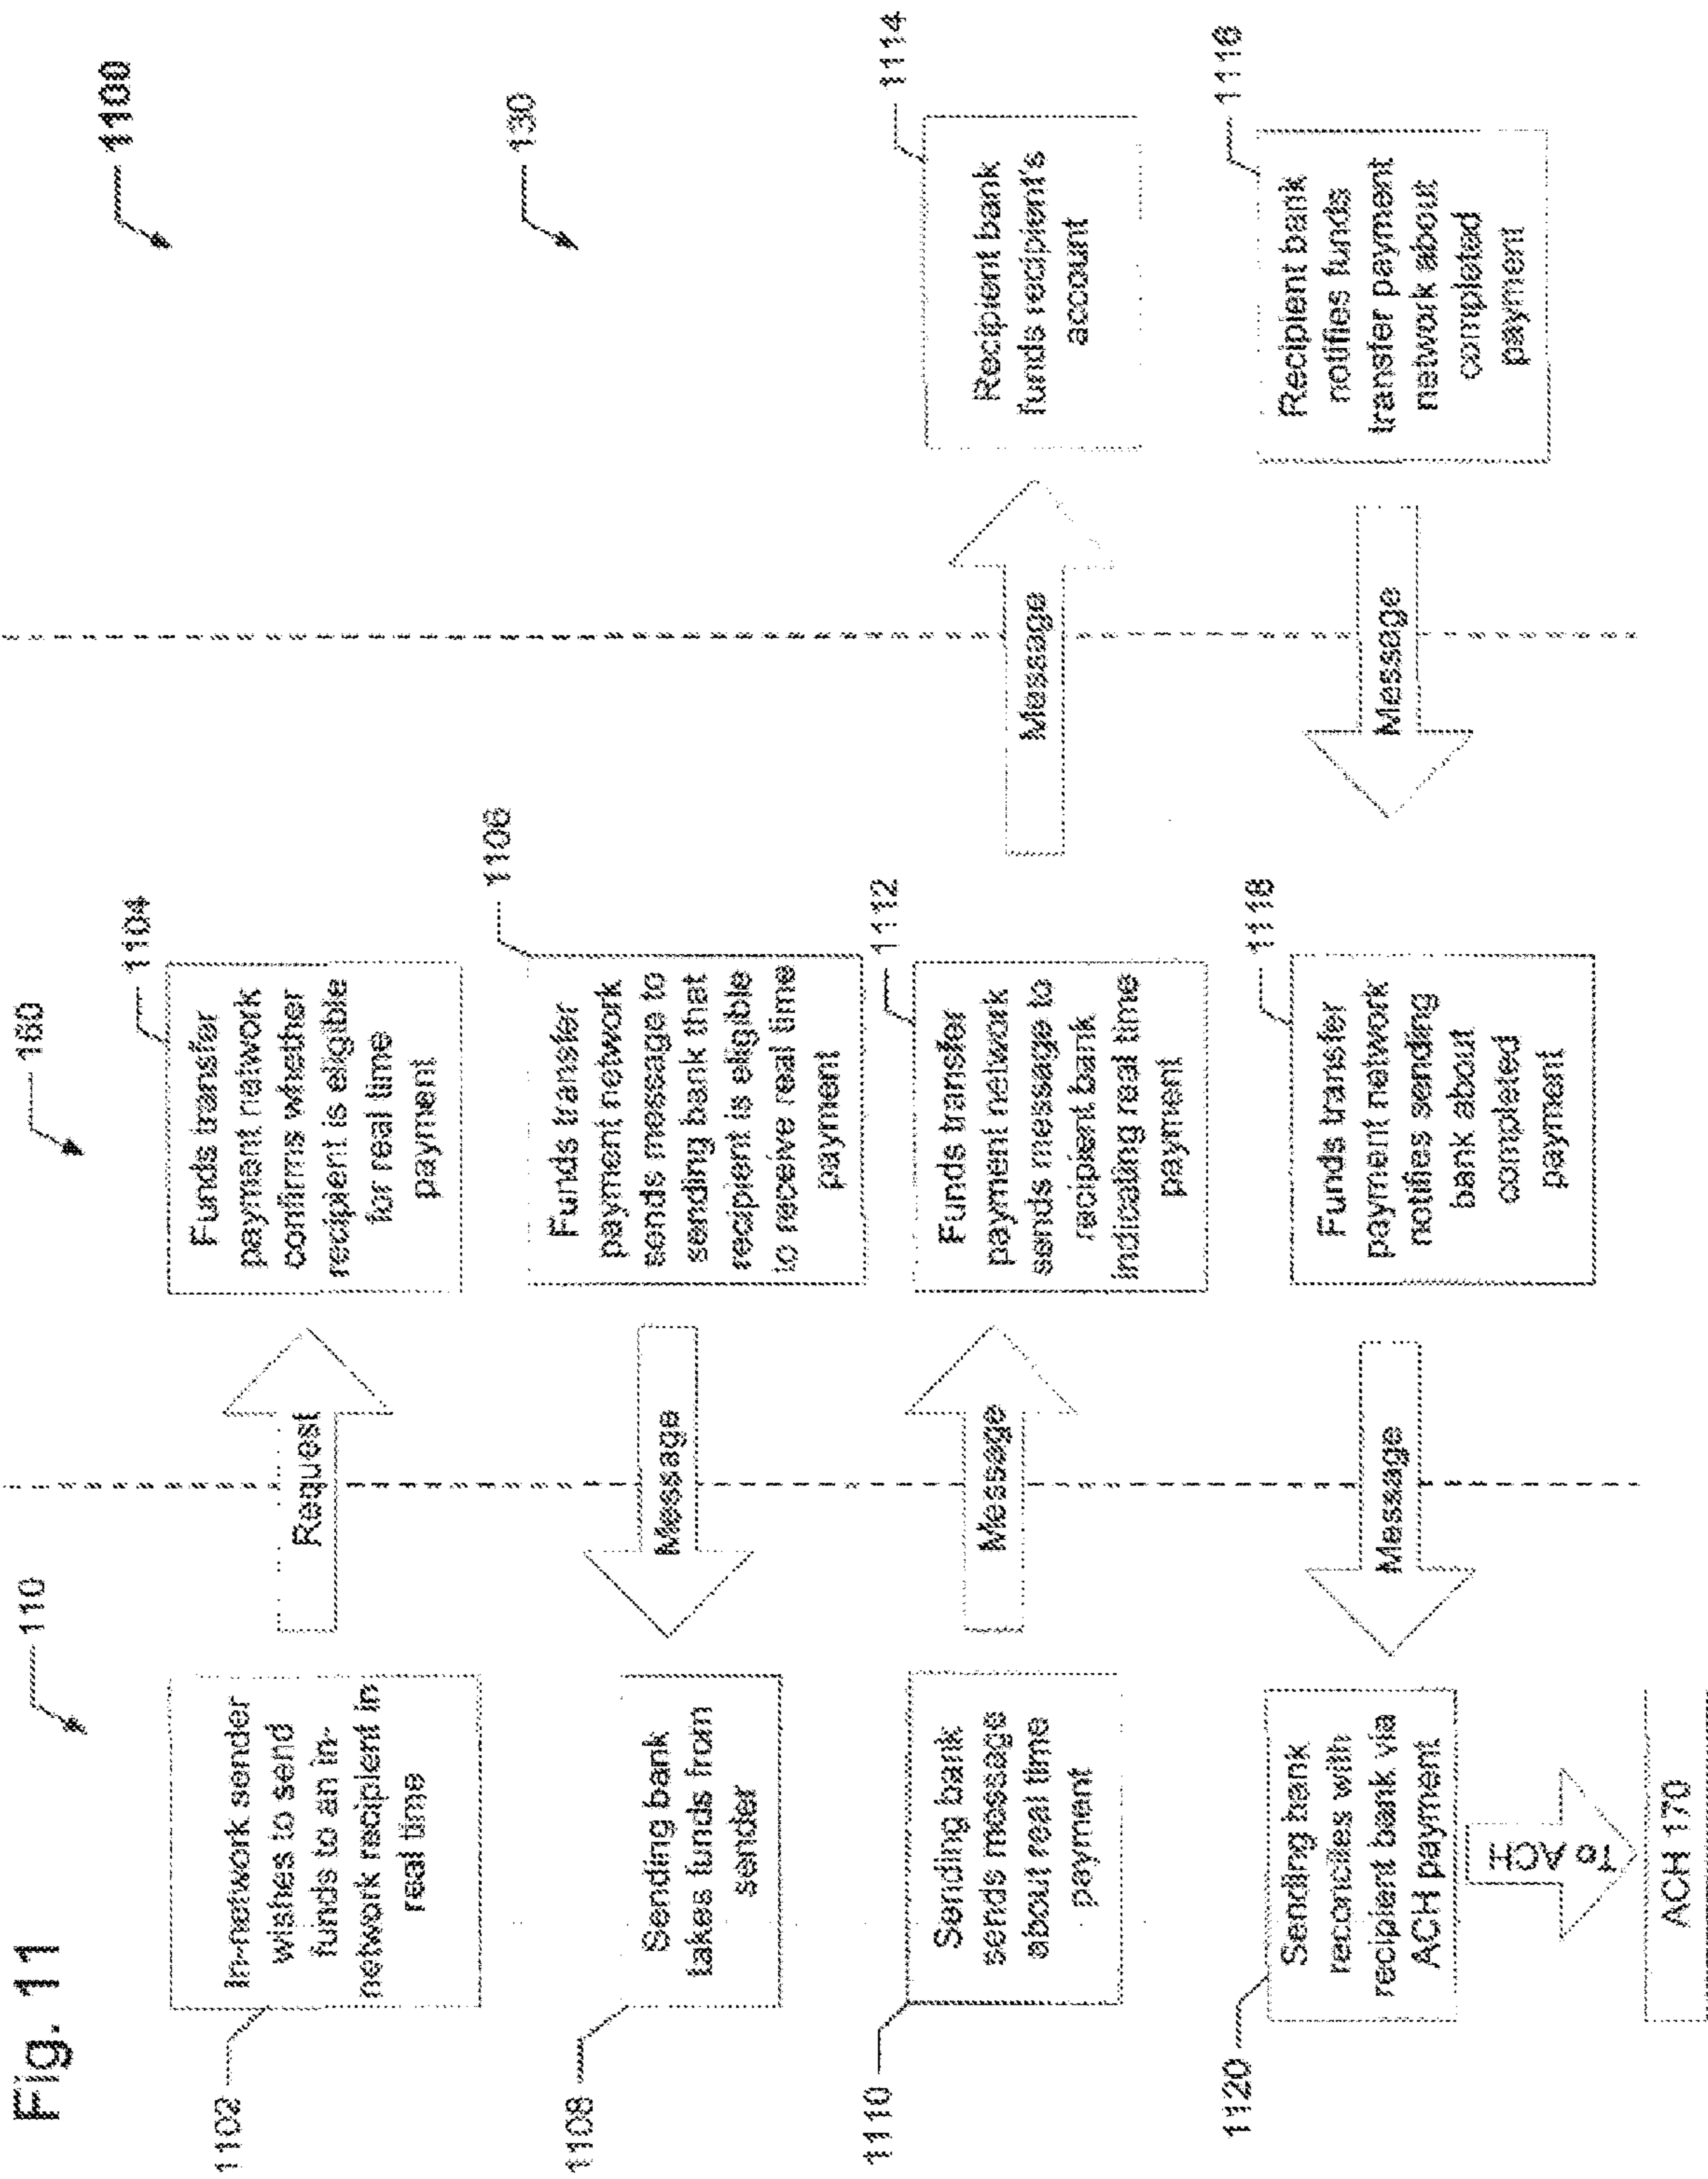 Fig. 11
110
160
130
1100
1102
In-network sender
wishes to send
funds to an in-
network recipient in
real time
Request
1104
Funds transfer
payment network
confirms whether
recipient is eligible
for real time
payment
1106
Funds transfer
payment network
sends message to
sending bank that
recipient is eligible
to receive real time
payment
Message
1108
Sending bank
takes funds from
sender
1110
Sending bank
sends message
about real time
payment
Message
1112
Funds transfer
payment network
sends message to
recipient bank
indicating real time
payment
Message
1114
Recipient bank
funds recipient's
account
1116
Recipient bank
notifies funds
transfer payment
network about
completed
payment
Message
1118
Funds transfer
payment network
notifies sending
bank about
completed
payment
Message
1120
Sending bank
reconciles with
recipient bank via
ACH payment
To ACH
ACH 170